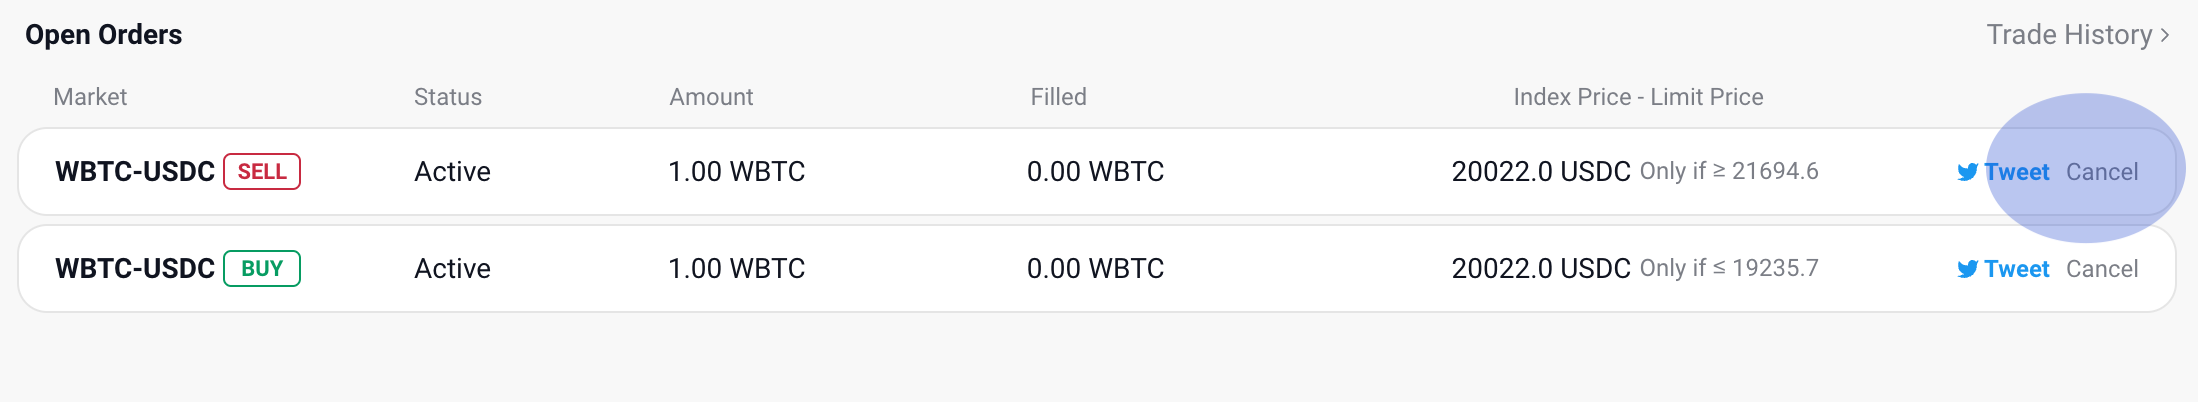 Open Orders Trade History >
Market Status Amount Filled Index Price - Limit Price
WBTC-USDC SELL Active 1.00 WBTC 0.00 WBTC 20022.0 USDC Only if ≥ 21694.6 Tweet Cancel
WBTC-USDC BUY Active 1.00 WBTC 0.00 WBTC 20022.0 USDC Only if ≤ 19235.7 Tweet Cancel